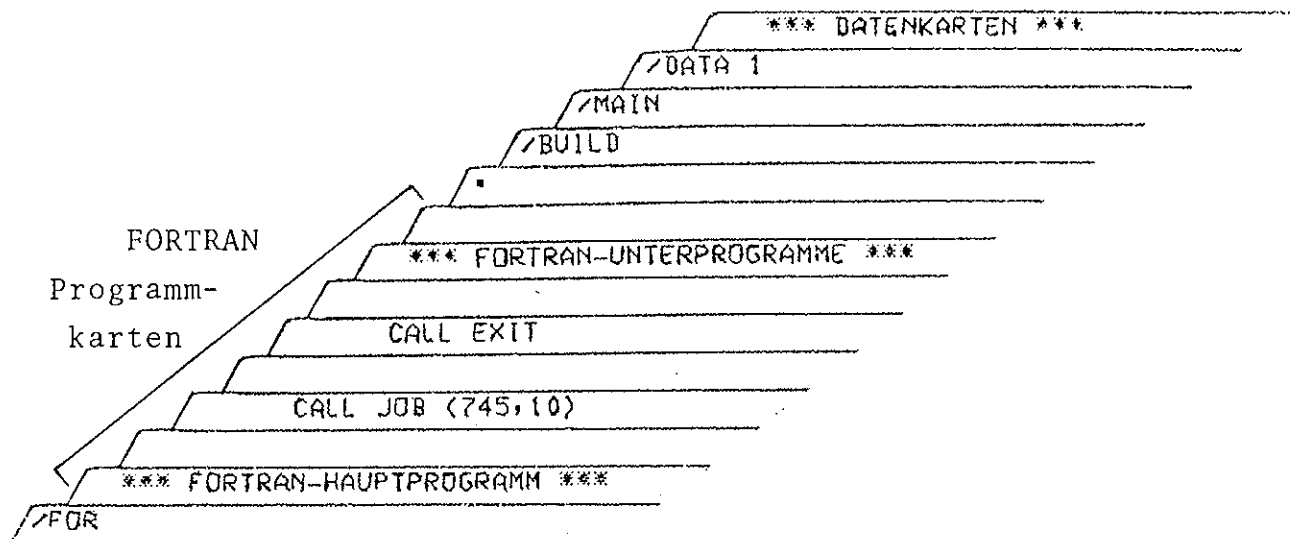 *** DATENKARTEN ***
/DATA 1
/MAIN
/BUILD
.
FORTRAN
Programm-
karten
*** FORTRAN-UNTERPROGRAMME ***
CALL EXIT
CALL JOB (745,10)
*** FORTRAN-HAUPTPROGRAMM ***
/FOR